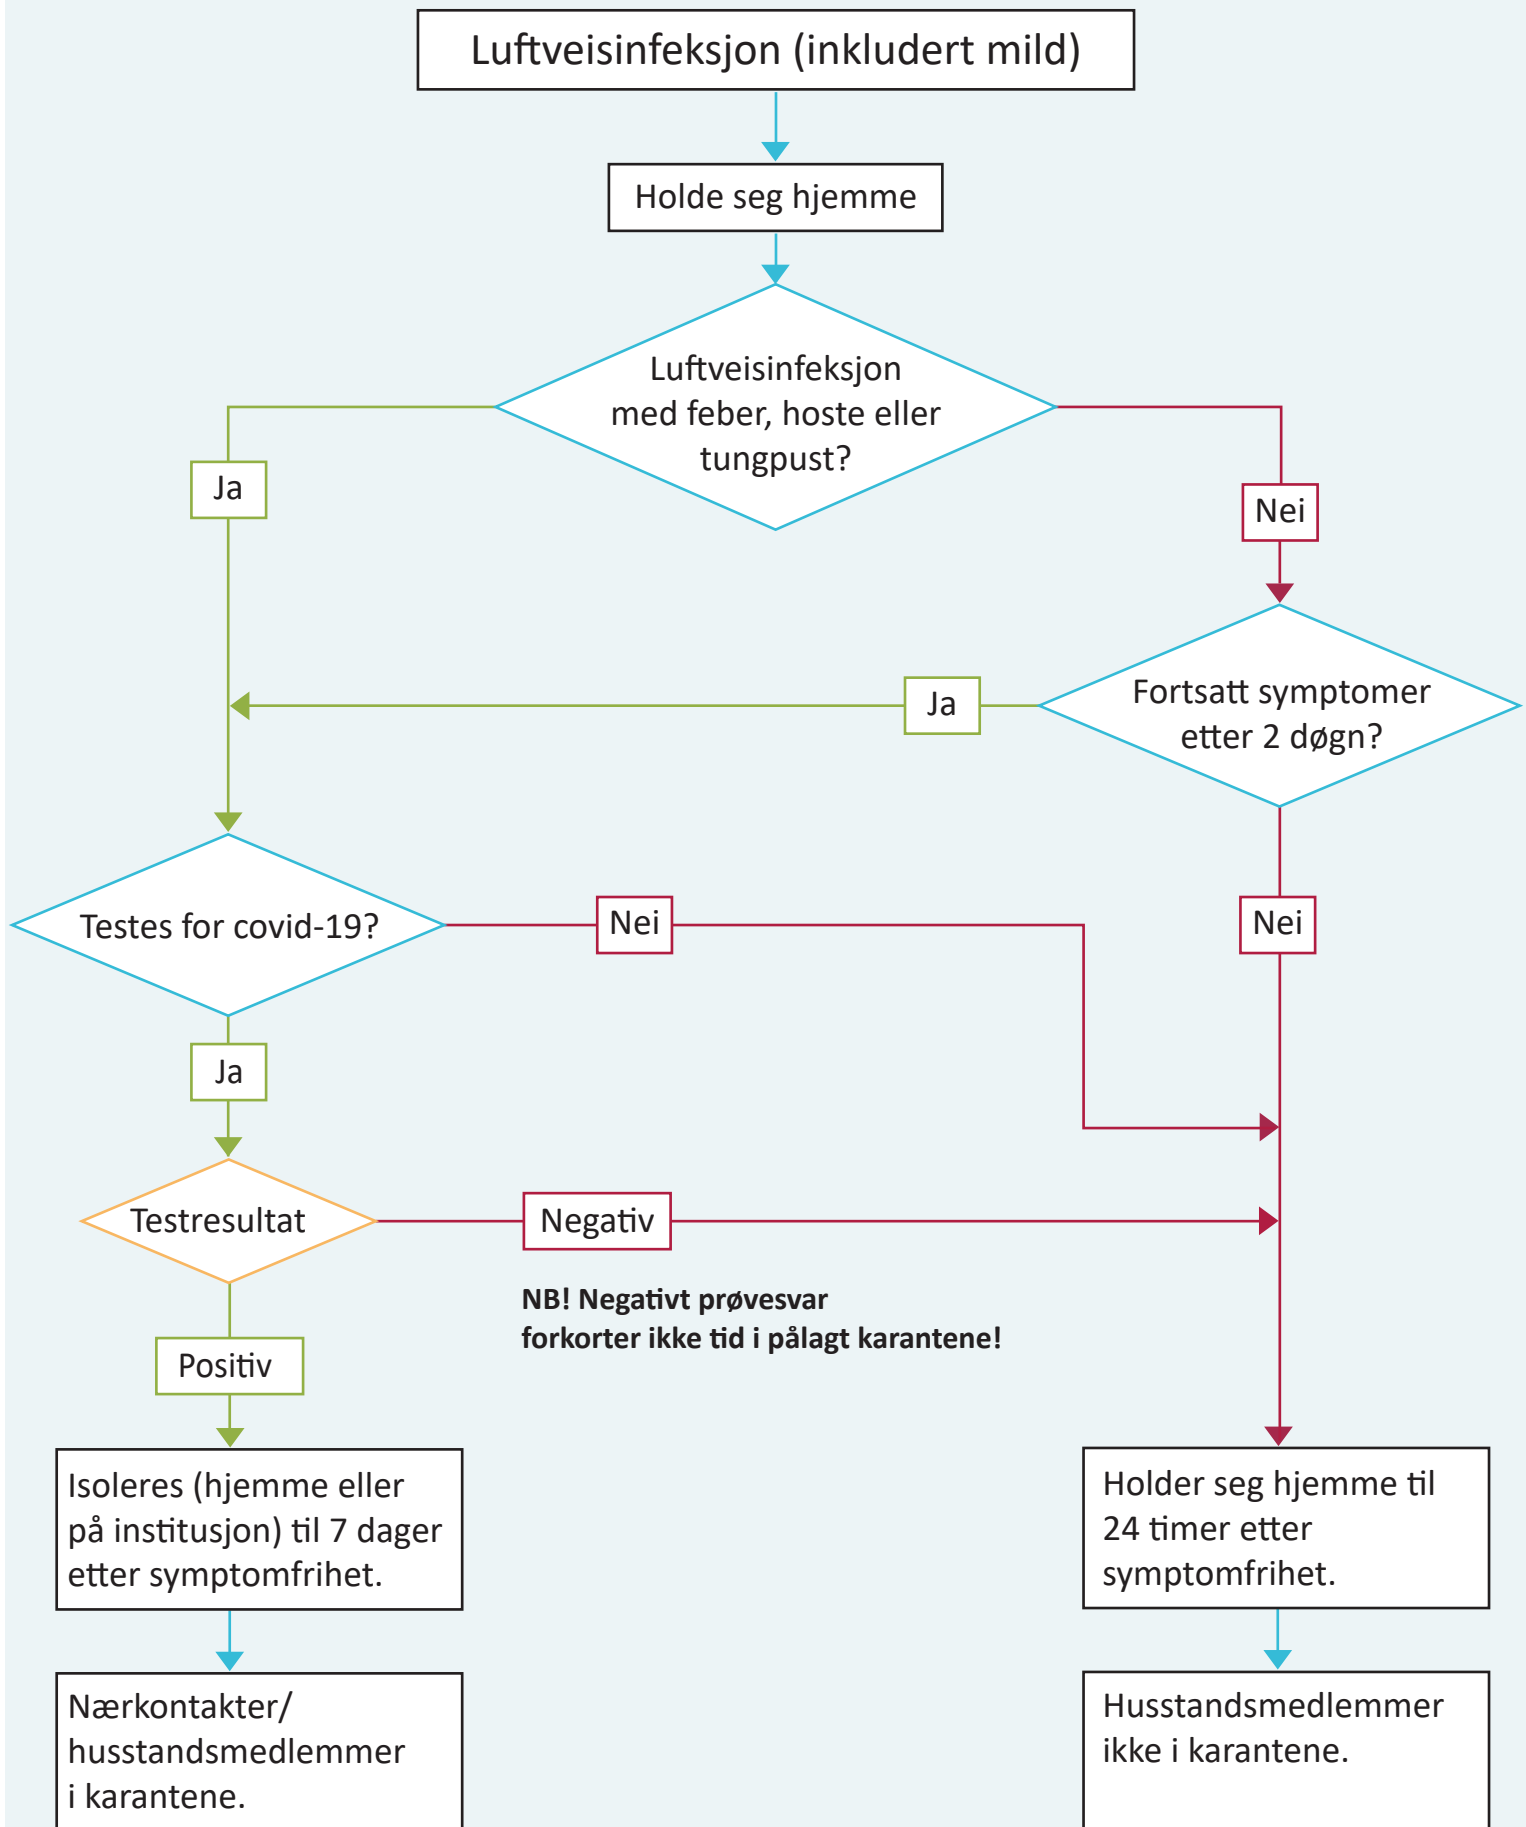 Luftveisinfeksjon (inkludert mild)
Holde seg hjemme
Luftveisinfeksjon
med feber, hoste eller
tungpust?
Ja
Nei
Fortsatt symptomer
etter 2 døgn?
Ja
Testes for covid-19?
Nei
Nei
Ja
Testresultat
Negativ
NB! Negativt prøvesvar
forkorter ikke tid i pålagt karantene!
Positiv
Isoleres (hjemme eller
på institusjon) til 7 dager
etter symptomfrihet.
Holder seg hjemme til
24 timer etter
symptomfrihet.
Nærkontakter/
husstandsmedlemmer
i karantene.
Husstandsmedlemmer
ikke i karantene.